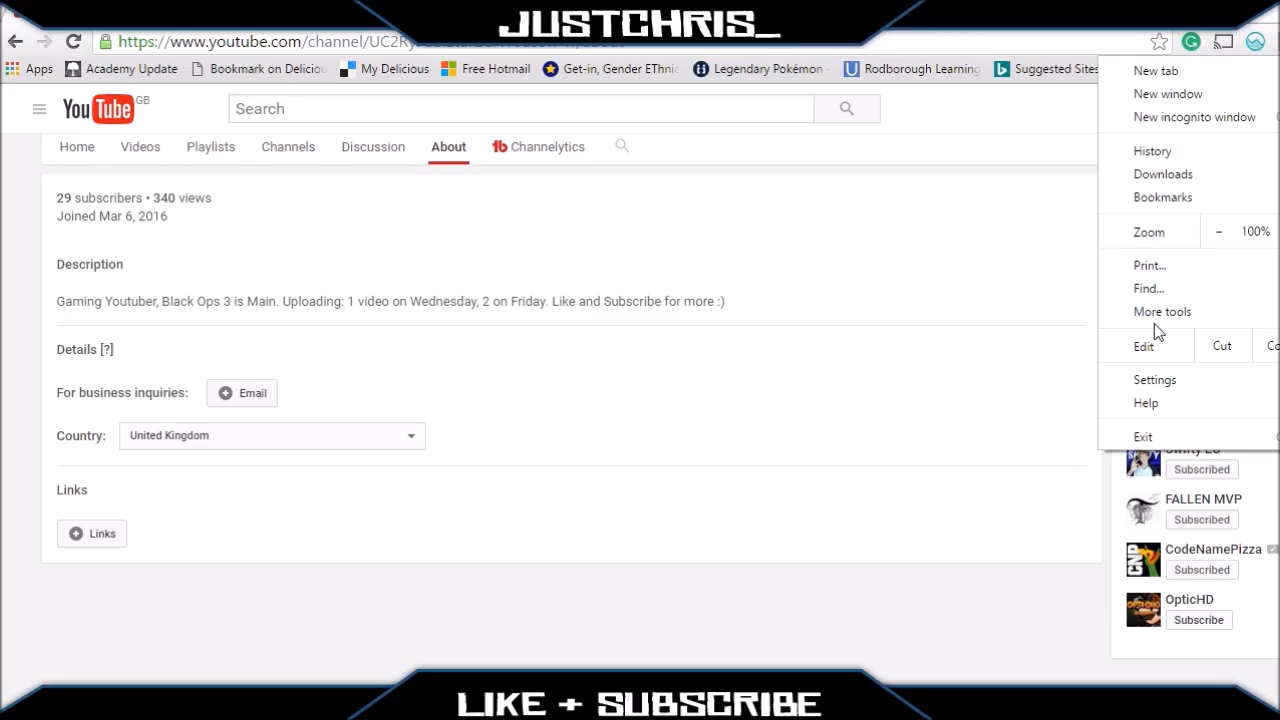 JUSTCHRIS_
https://www.youtube.com/channel/
Apps Academy Update Bookmark on Deliciou My Delicious Free Hotmail Get-in, Gender EThnic Legendary Pokémon - Rodborough Learning Suggested Sites
YouTube GB
Search
Home Videos Playlists Channels Discussion About Channelytics
29 subscribers • 340 views
Joined Mar 6, 2016
Description
Gaming Youtuber, Black Ops 3 is Main. Uploading: 1 video on Wednesday, 2 on Friday. Like and Subscribe for more :)
Details [?]
For business inquiries: Email
Country: United Kingdom
Links
Links
New tab
New window
New incognito window
History
Downloads
Bookmarks
Zoom - 100%
Print...
Find...
More tools
Edit Cut Co
Settings
Help
Exit
Subscribed
FALLEN MVP
Subscribed
CodeNamePizza
CNP
Subscribed
OpticHD
Subscribe
LIKE + SUBSCRIBE